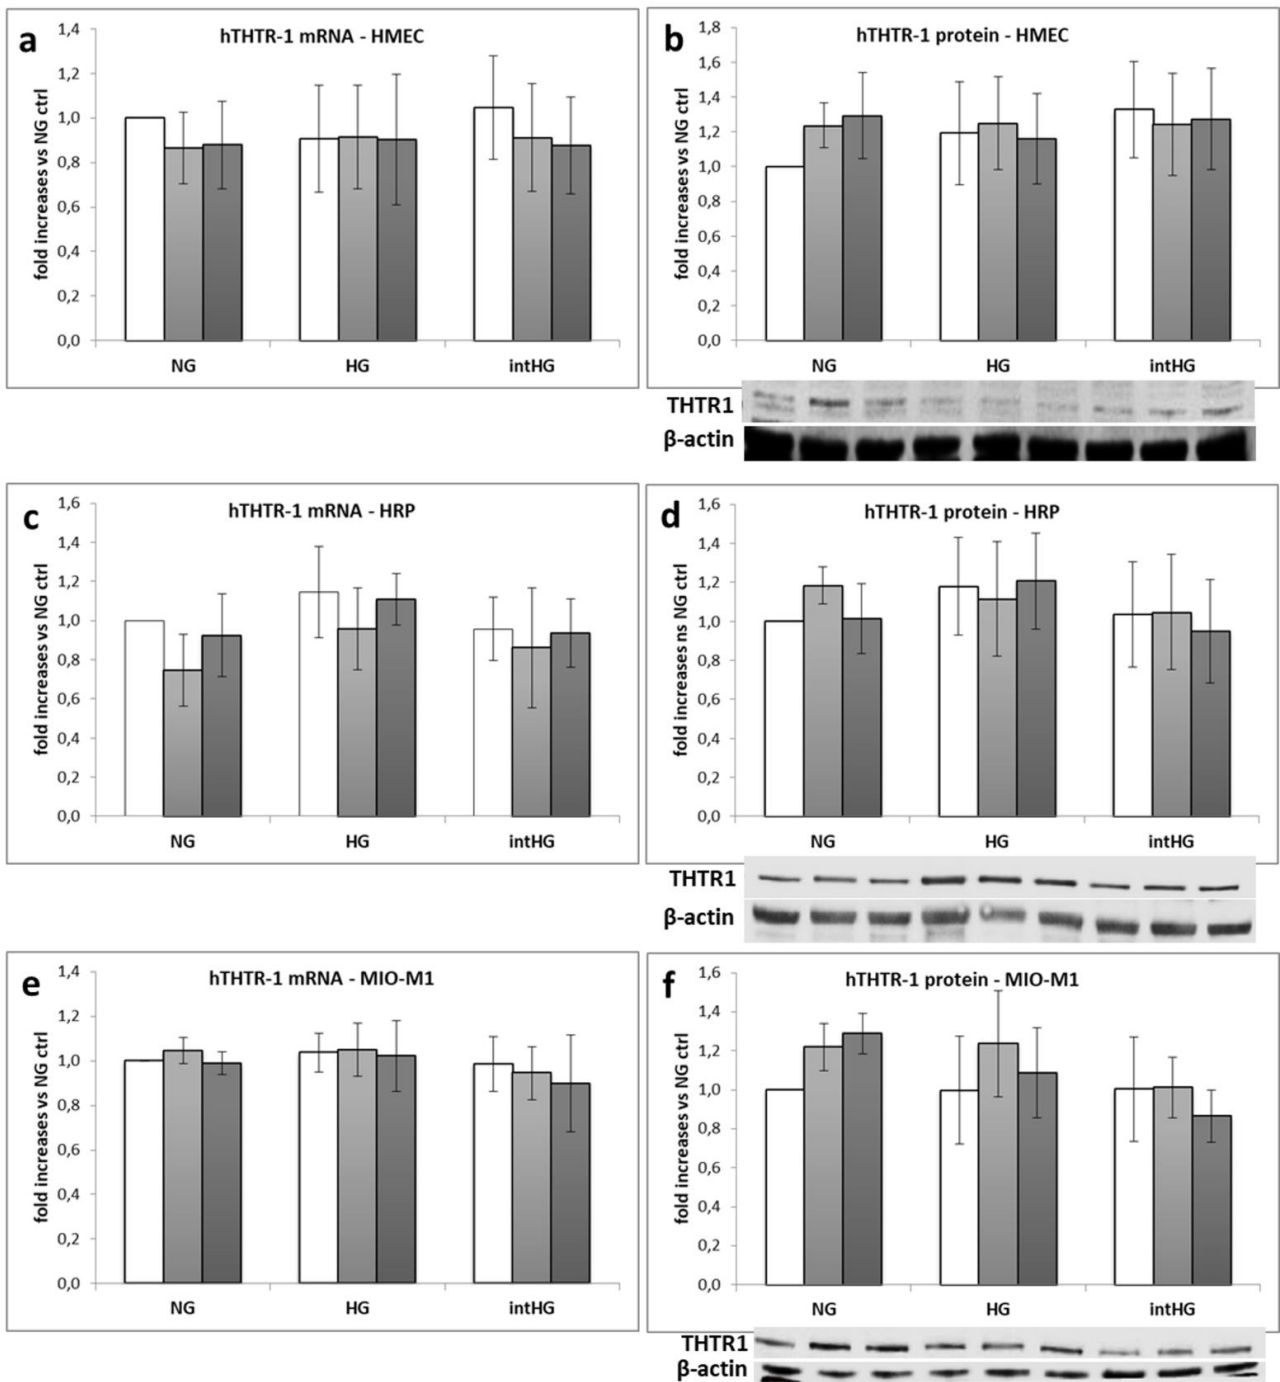 a
hTHTR-1 mRNA - HMEC
fold increases vs NG ctrl
1,4
1,2
1,0
0,8
0,6
0,4
0,2
0,0
NG HG intHG
b
hTHTR-1 protein - HMEC
fold increases vs NG ctrl
1,8
1,6
1,4
1,2
1,0
0,8
0,6
0,4
0,2
0,0
NG HG intHG
THTR1
β-actin
c
hTHTR-1 mRNA - HRP
fold increases vs NG ctrl
1,6
1,4
1,2
1,0
0,8
0,6
0,4
0,2
0,0
NG HG intHG
d
hTHTR-1 protein - HRP
fold increases ns NG ctrl
1,6
1,4
1,2
1,0
0,8
0,6
0,4
0,2
0,0
NG HG intHG
THTR1
β-actin
e
hTHTR-1 mRNA - MIO-M1
fold increases vs NG ctrl
1,4
1,2
1,0
0,8
0,6
0,4
0,2
0,0
NG HG intHG
f
hTHTR-1 protein - MIO-M1
fold increases vs NG ctrl
1,6
1,4
1,2
1,0
0,8
0,6
0,4
0,2
0,0
NG HG intHG
THTR1
β-actin